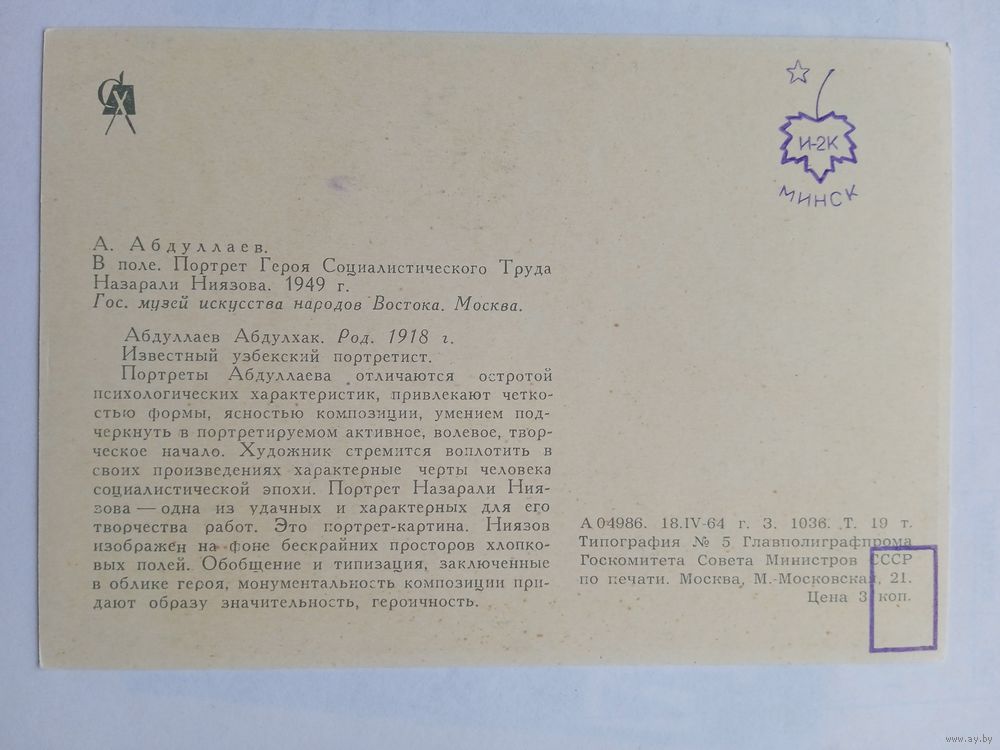 СХ
И-2К
МИНСК
А. Абдуллаев.
В поле. Портрет Героя Социалистического Труда
Назарали Ниязова. 1949 г.
Гос. музей искусства народов Востока. Москва.
Абдуллаев Абдулхак. Род. 1918 г.
Известный узбекский портретист.
Портреты Абдуллаева отличаются остротой
психологических характеристик, привлекают четко-
стью формы, ясностью композиции, умением под-
черкнуть в портретируемом активное, волевое, твор-
ческое начало. Художник стремится воплотить в
своих произведениях характерные черты человека
социалистической эпохи. Портрет Назарали Ния-
зова — одна из удачных и характерных для его
творчества работ. Это портрет-картина. Ниязов
изображен на фоне бескрайних просторов хлопко-
вых полей. Обобщение и типизация, заключенные
в облике героя, монументальность композиции при-
дают образу значительность, героичность.
А 04986. 18.IV-64 г. З. 1036. Т. 19 т.
Типография № 5 Главполиграфпрома
Госкомитета Совета Министров СССР
по печати. Москва, М.-Московская, 21.
Цена 3 коп.
www.ay.by